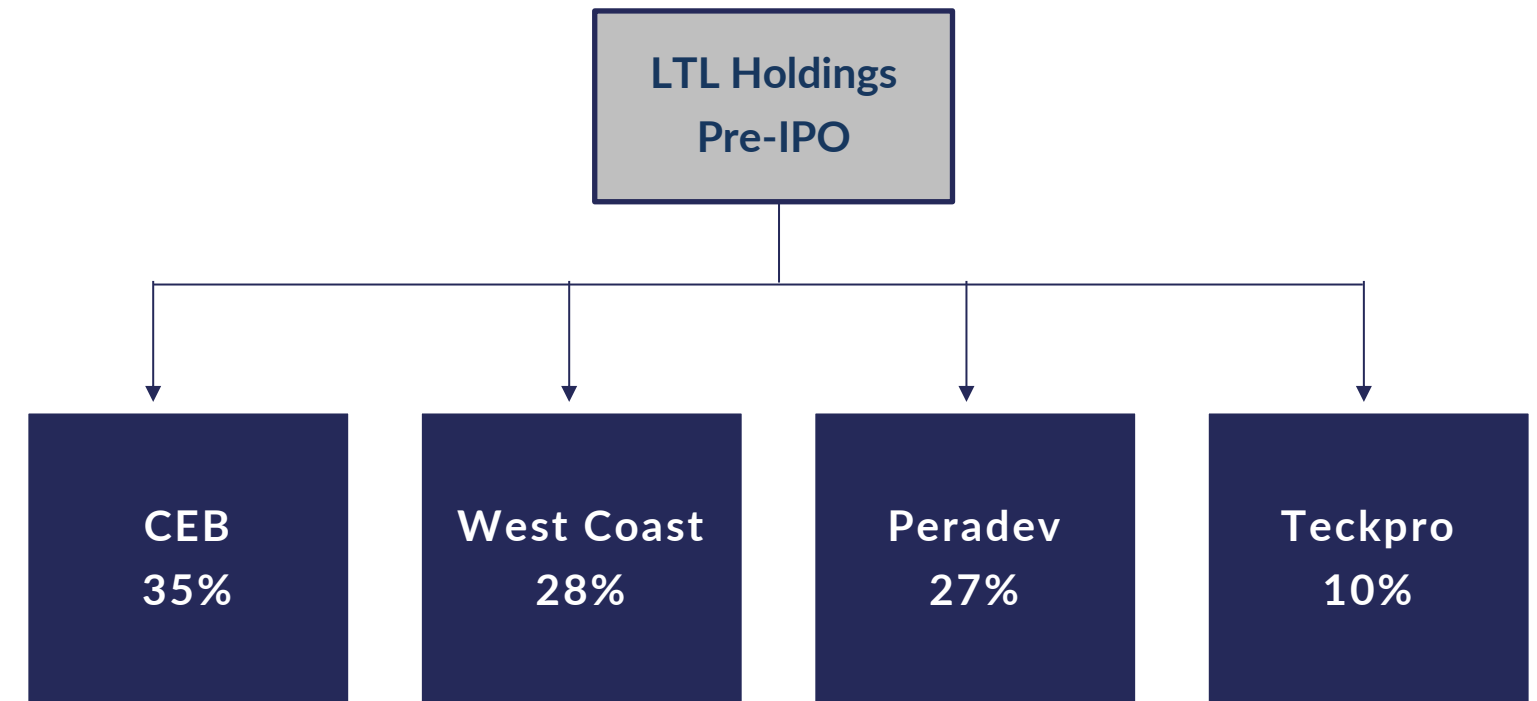 LTL Holdings
Pre-IPO
CEB
35%
West Coast
28%
Peradev
27%
Teckpro
10%